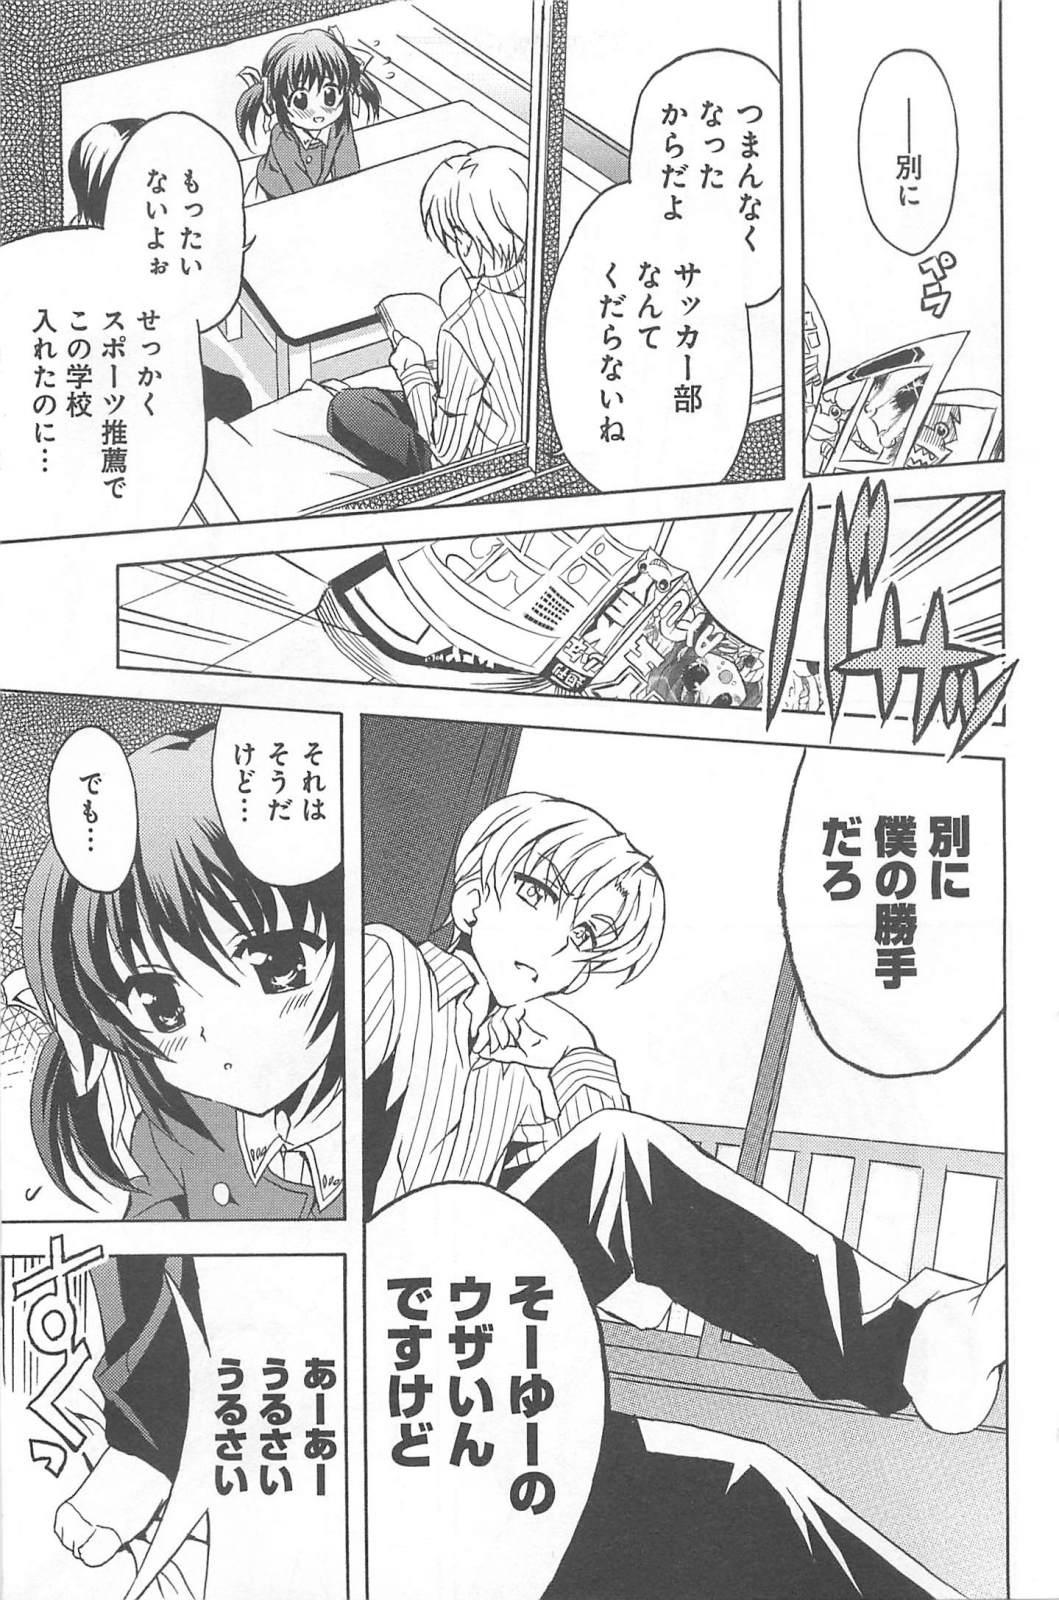 ──別に
ペラ
つまんなく
なった
からだよ
サッカー部
なんて
くだらないね
もったい
ないよぉ
せっかく
スポーツ推薦で
この学校
入れたのに…
バサッ
別に
僕の勝手
だろ
それは
そうだ
けど…
でも…
そーゆーの
ウザいん
ですけど
あーあー
うるさい
うるさい
すくっ